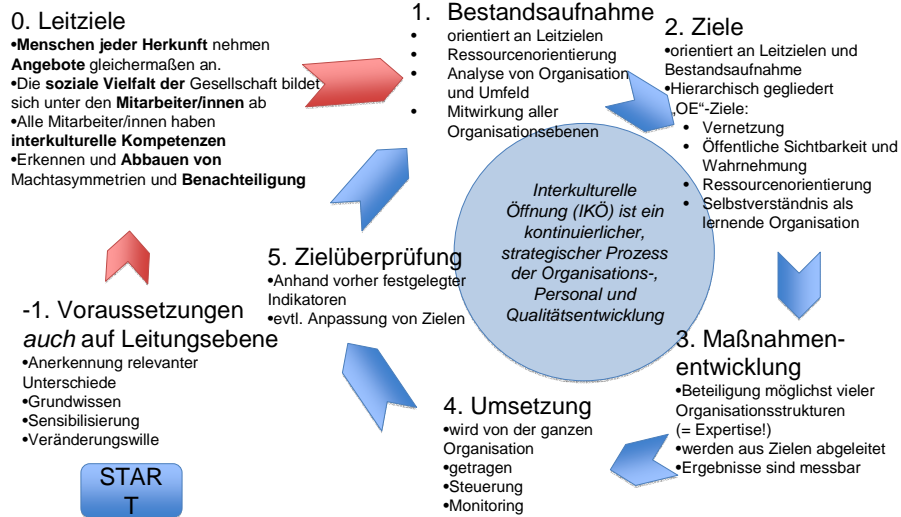 0. Leitziele
•Menschen jeder Herkunft nehmen
Angebote gleichermaßen an.
•Die soziale Vielfalt der Gesellschaft bildet
sich unter den Mitarbeiter/innen ab
•Alle Mitarbeiter/innen haben
interkulturelle Kompetenzen
•Erkennen und Abbauen von
Machtasymmetrien und Benachteiligung
1. Bestandsaufnahme
• orientiert an Leitzielen
• Ressourcenorientierung
• Analyse von Organisation
und Umfeld
• Mitwirkung aller
Organisationsebenen
2. Ziele
•orientiert an Leitzielen und
Bestandsaufnahme
•Hierarchisch gegliedert
„OE“-Ziele:
• Vernetzung
• Öffentliche Sichtbarkeit und
Wahrnehmung
• Ressourcenorientierung
• Selbstverständnis als
lernende Organisation
Interkulturelle
Öffnung (IKÖ) ist ein
kontinuierlicher,
strategischer Prozess
der Organisations-,
Personal und
Qualitätsentwicklung
5. Zielüberprüfung
•Anhand vorher festgelegter
Indikatoren
•evtl. Anpassung von Zielen
-1. Voraussetzungen
auch auf Leitungsebene
•Anerkennung relevanter
Unterschiede
•Grundwissen
•Sensibilisierung
•Veränderungswille
STAR
T
4. Umsetzung
•wird von der ganzen
Organisation
•getragen
•Steuerung
•Monitoring
3. Maßnahmen-
entwicklung
•Beteiligung möglichst vieler
Organisationsstrukturen
(= Expertise!)
•werden aus Zielen abgeleitet
•Ergebnisse sind messbar